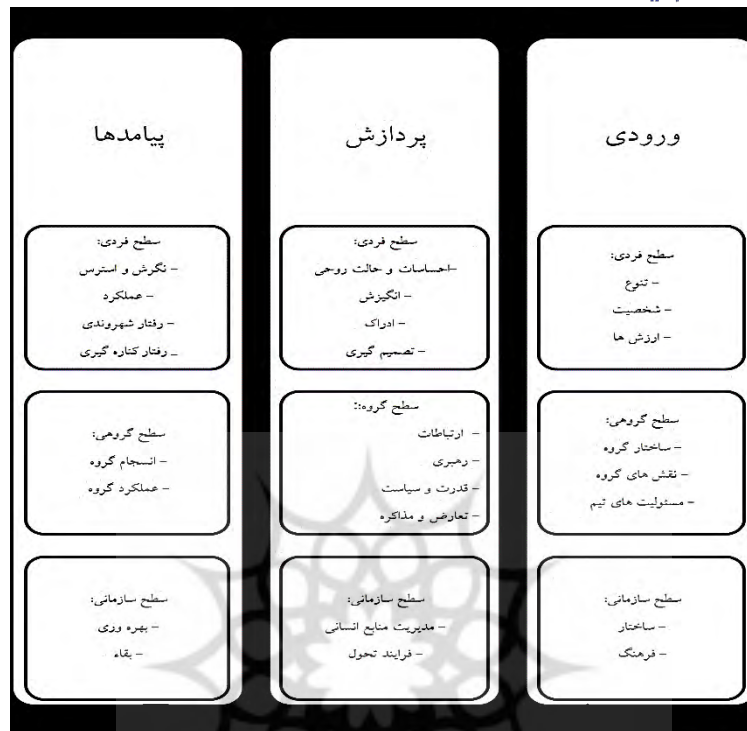 ورودی
سطح فردی:
- تنوع
- شخصیت
- ارزش ها
سطح گروهی:
- ساختار گروه
- نقش های گروه
- مسئولیت های تیم
سطح سازمانی:
- ساختار
- فرهنگ
پردازش
سطح فردی:
-احساسات و حالت روحی
- انگیزش
- ادراک
- تصمیم گیری
سطح گروه::
- ارتباطات
- رهبری
- قدرت و سیاست
- تعارض و مذاکره
سطح سازمانی:
- مدیریت منابع انسانی
- فرایند تحول
پیامدها
سطح فردی:
- نگرش و استرس
- عملکرد
- رفتار شهروندی
_ رفتار کناره گیری
سطح گروهی:
- انسجام گروه
- عملکرد گروه
سطح سازمانی:
- بهره وری
- بقاء